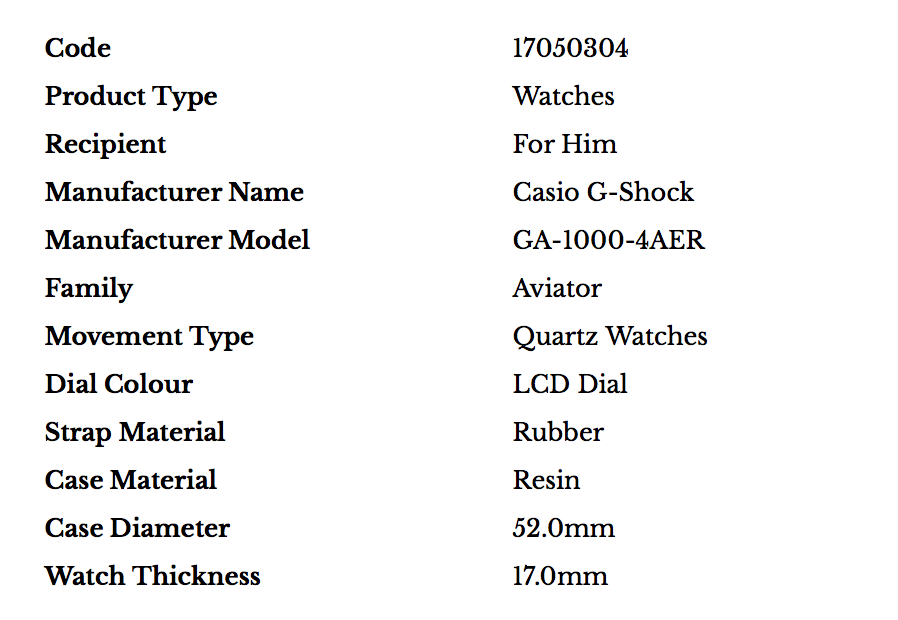 Code 17050304
Product Type Watches
Recipient For Him
Manufacturer Name Casio G-Shock
Manufacturer Model GA-1000-4AER
Family Aviator
Movement Type Quartz Watches
Dial Colour LCD Dial
Strap Material Rubber
Case Material Resin
Case Diameter 52.0mm
Watch Thickness 17.0mm